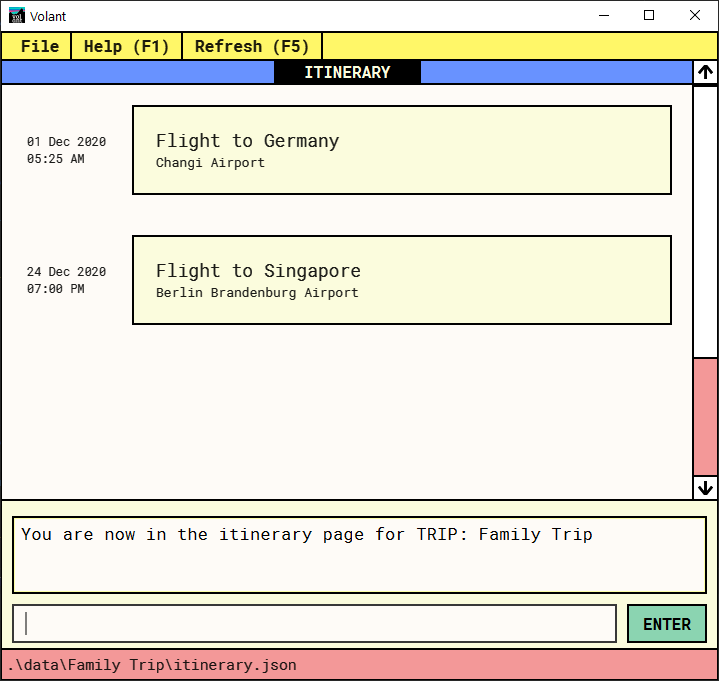 Volant
File Help (F1) Refresh (F5)
ITINERARY
01 Dec 2020
05:25 AM
Flight to Germany
Changi Airport
24 Dec 2020
07:00 PM
Flight to Singapore
Berlin Brandenburg Airport
You are now in the itinerary page for TRIP: Family Trip
ENTER
.\data\Family Trip\itinerary.json